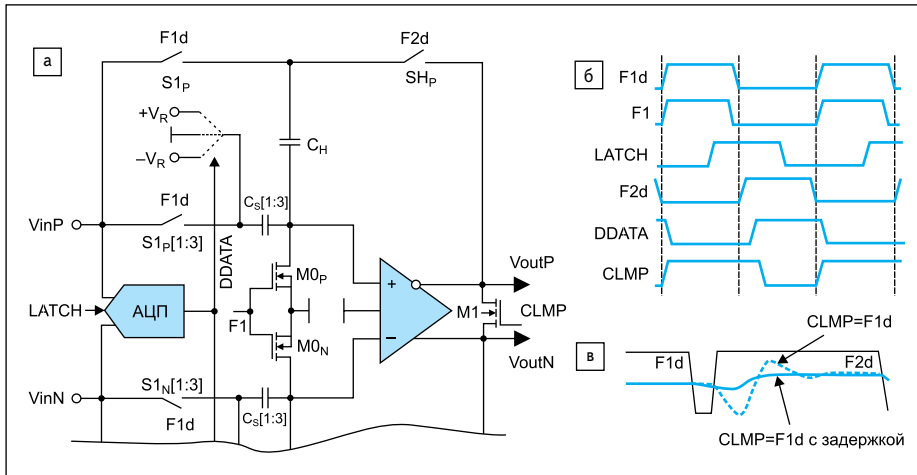 а
F1d
S1P
F2d
SHP
+VR
–VR
CH
F1d
CS[1:3]
VinP
S1P[1:3]
DDATA
M0P
LATCH
АЦП
F1
M0N
+
–
VoutP
M1
CLMP
VoutN
S1N[1:3]
VinN
F1d
CS[1:3]
б
F1d
F1
LATCH
F2d
DDATA
CLMP
в
CLMP=F1d
F1d
F2d
CLMP=F1d с задержкой